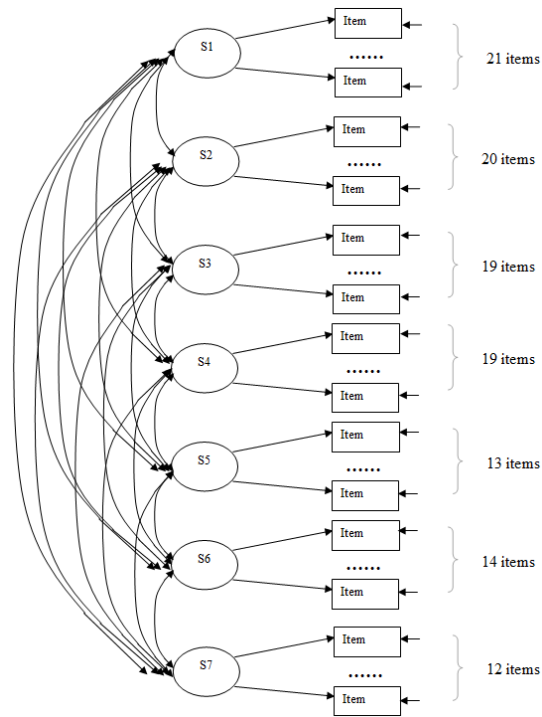 S1
Item
......
Item
21 items
S2
Item
......
Item
20 items
S3
Item
......
Item
19 items
S4
Item
......
Item
19 items
S5
Item
......
Item
13 items
S6
Item
......
Item
14 items
S7
Item
......
Item
12 items